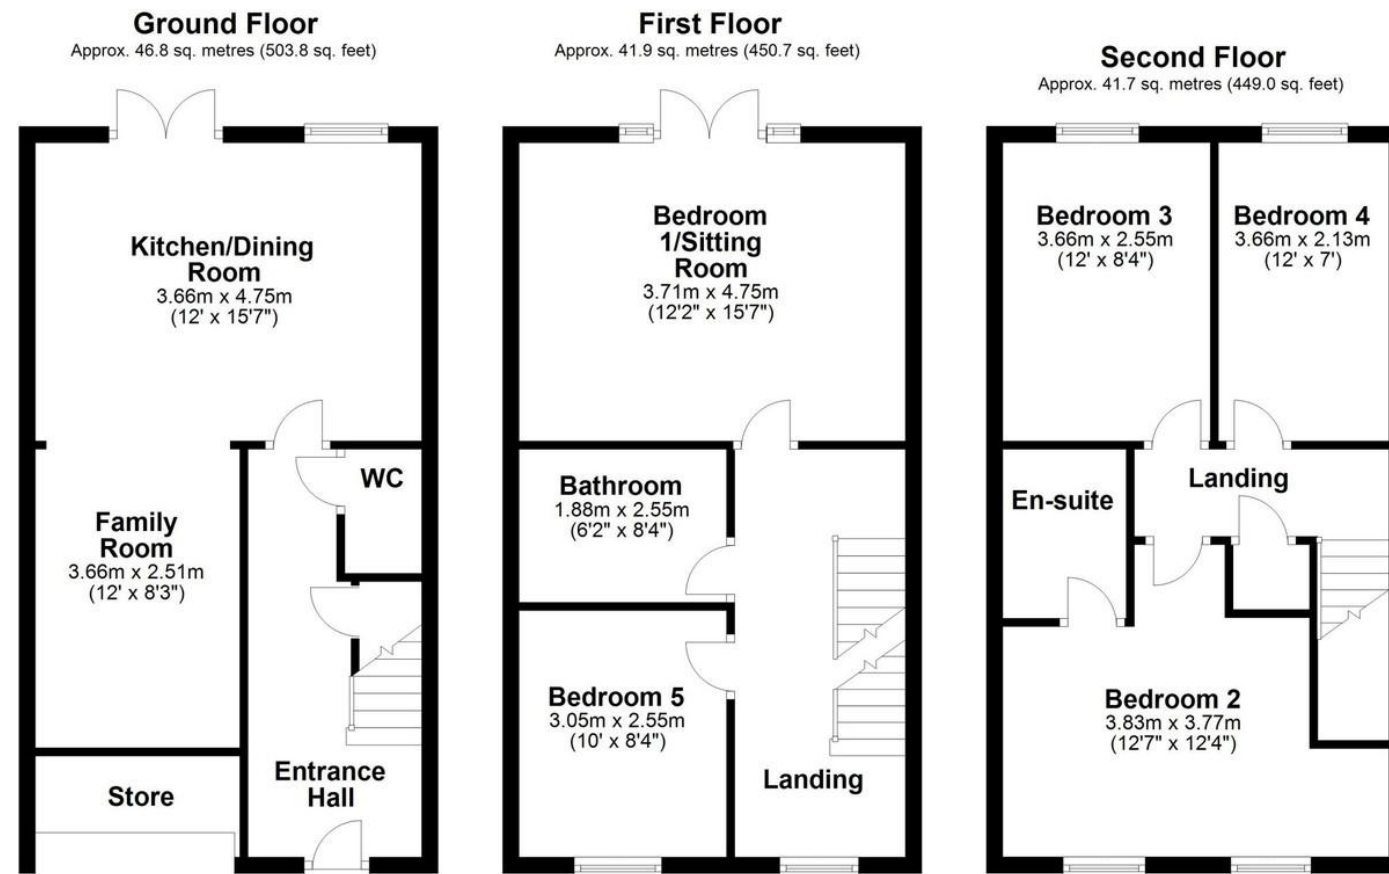 Ground Floor
Approx. 46.8 sq. metres (503.8 sq. feet)
Kitchen/Dining
Room
3.66m x 4.75m
(12' x 15'7")
WC
Family
Room
3.66m x 2.51m
(12' x 8'3")
Entrance
Hall
Store
First Floor
Approx. 41.9 sq. metres (450.7 sq. feet)
Bedroom
1/Sitting
Room
3.71m x 4.75m
(12'2" x 15'7")
Bathroom
1.88m x 2.55m
(6'2" x 8'4")
Bedroom 5
3.05m x 2.55m
(10' x 8'4")
Landing
Second Floor
Approx. 41.7 sq. metres (449.0 sq. feet)
Bedroom 3
3.66m x 2.55m
(12' x 8'4")
Bedroom 4
3.66m x 2.13m
(12' x 7')
En-suite
Landing
Bedroom 2
3.83m x 3.77m
(12'7" x 12'4")